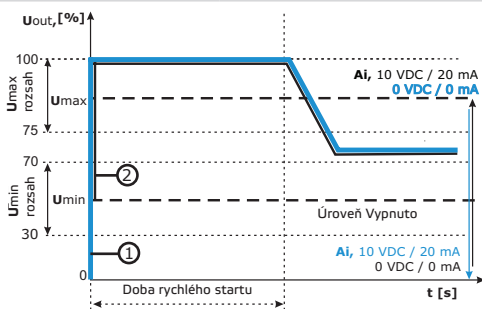 Uout,[%]
100
Umax
rozsah
Umax
75
70
Umin
rozsah
Umin
30
0
Ai, 10 VDC / 20 mA
0 VDC / 0 mA
2
Úroveň Vypnuto
1
Ai, 10 VDC / 20 mA
0 VDC / 0 mA
Doba rychlého startu
t [s]